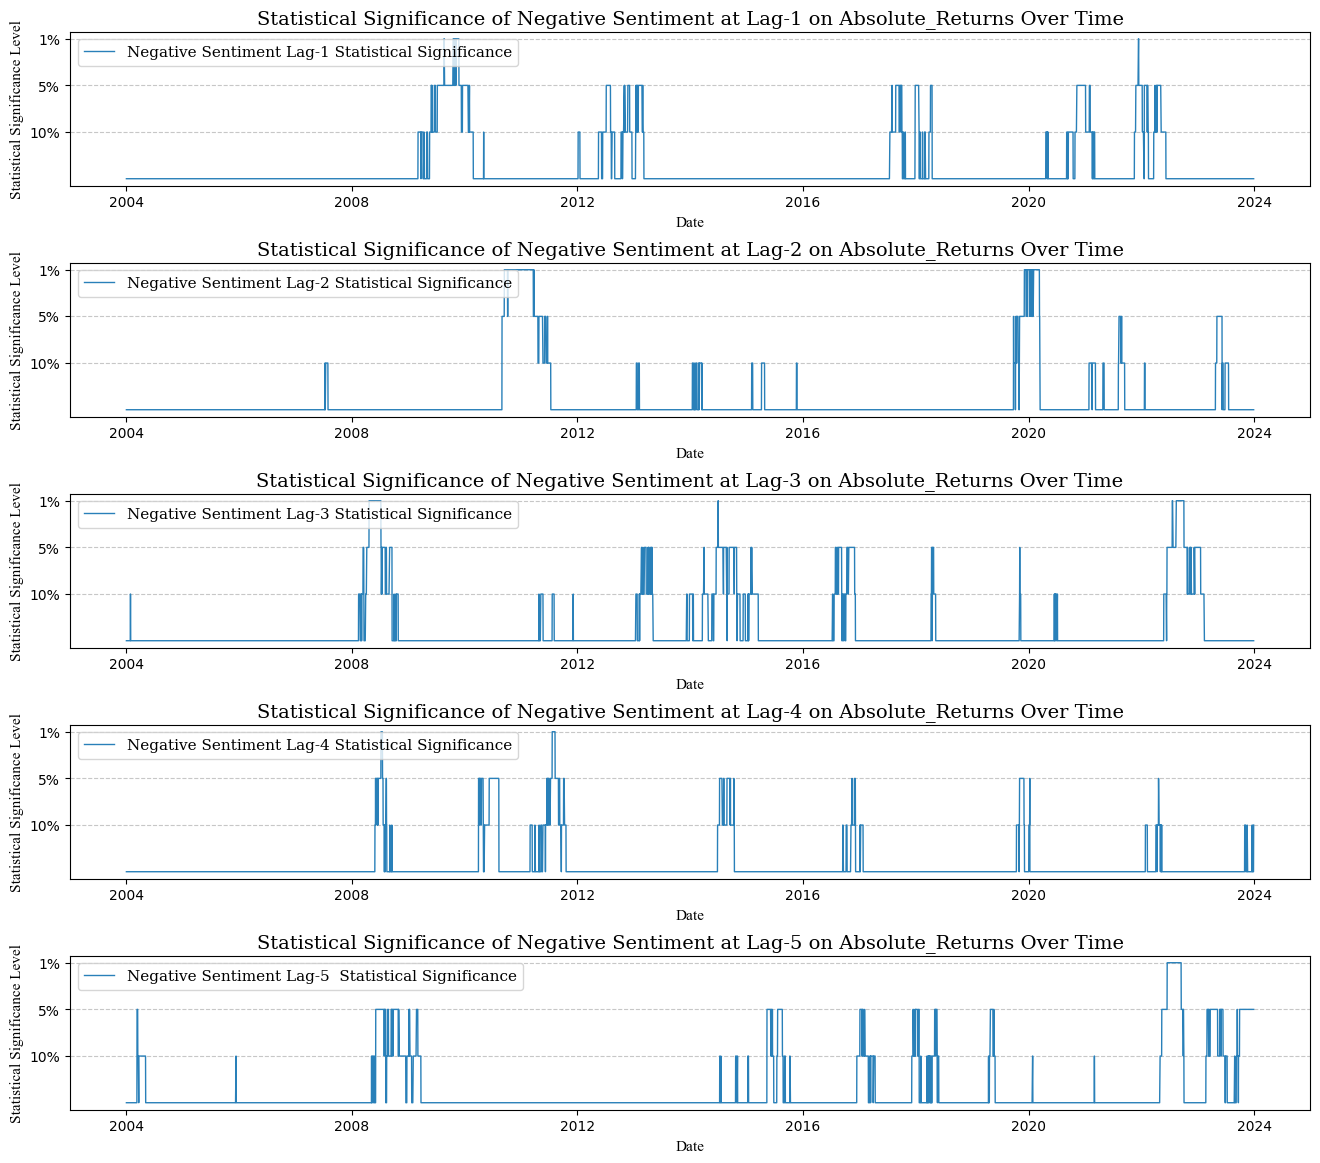 Statistical Significance of Negative Sentiment at Lag-1 on Absolute_Returns Over Time
Statistical Significance Level
1%
5%
10%
Negative Sentiment Lag-1 Statistical Significance
2004 2008 2012 2016 2020 2024
Date
Statistical Significance of Negative Sentiment at Lag-2 on Absolute_Returns Over Time
Statistical Significance Level
1%
5%
10%
Negative Sentiment Lag-2 Statistical Significance
2004 2008 2012 2016 2020 2024
Date
Statistical Significance of Negative Sentiment at Lag-3 on Absolute_Returns Over Time
Statistical Significance Level
1%
5%
10%
Negative Sentiment Lag-3 Statistical Significance
2004 2008 2012 2016 2020 2024
Date
Statistical Significance of Negative Sentiment at Lag-4 on Absolute_Returns Over Time
Statistical Significance Level
1%
5%
10%
Negative Sentiment Lag-4 Statistical Significance
2004 2008 2012 2016 2020 2024
Date
Statistical Significance of Negative Sentiment at Lag-5 on Absolute_Returns Over Time
Statistical Significance Level
1%
5%
10%
Negative Sentiment Lag-5  Statistical Significance
2004 2008 2012 2016 2020 2024
Date